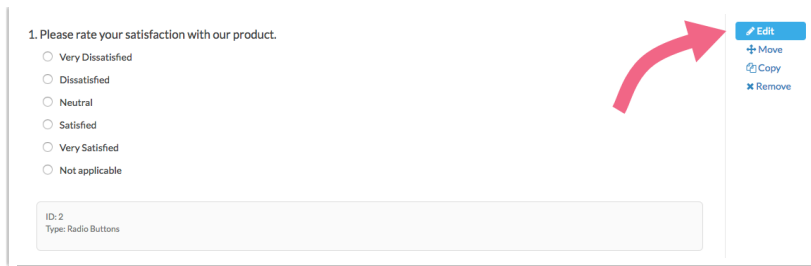 1. Please rate your satisfaction with our product.
Very Dissatisfied
Dissatisfied
Neutral
Satisfied
Very Satisfied
Not applicable
ID: 2
Type: Radio Buttons
Edit
Move
Copy
Remove